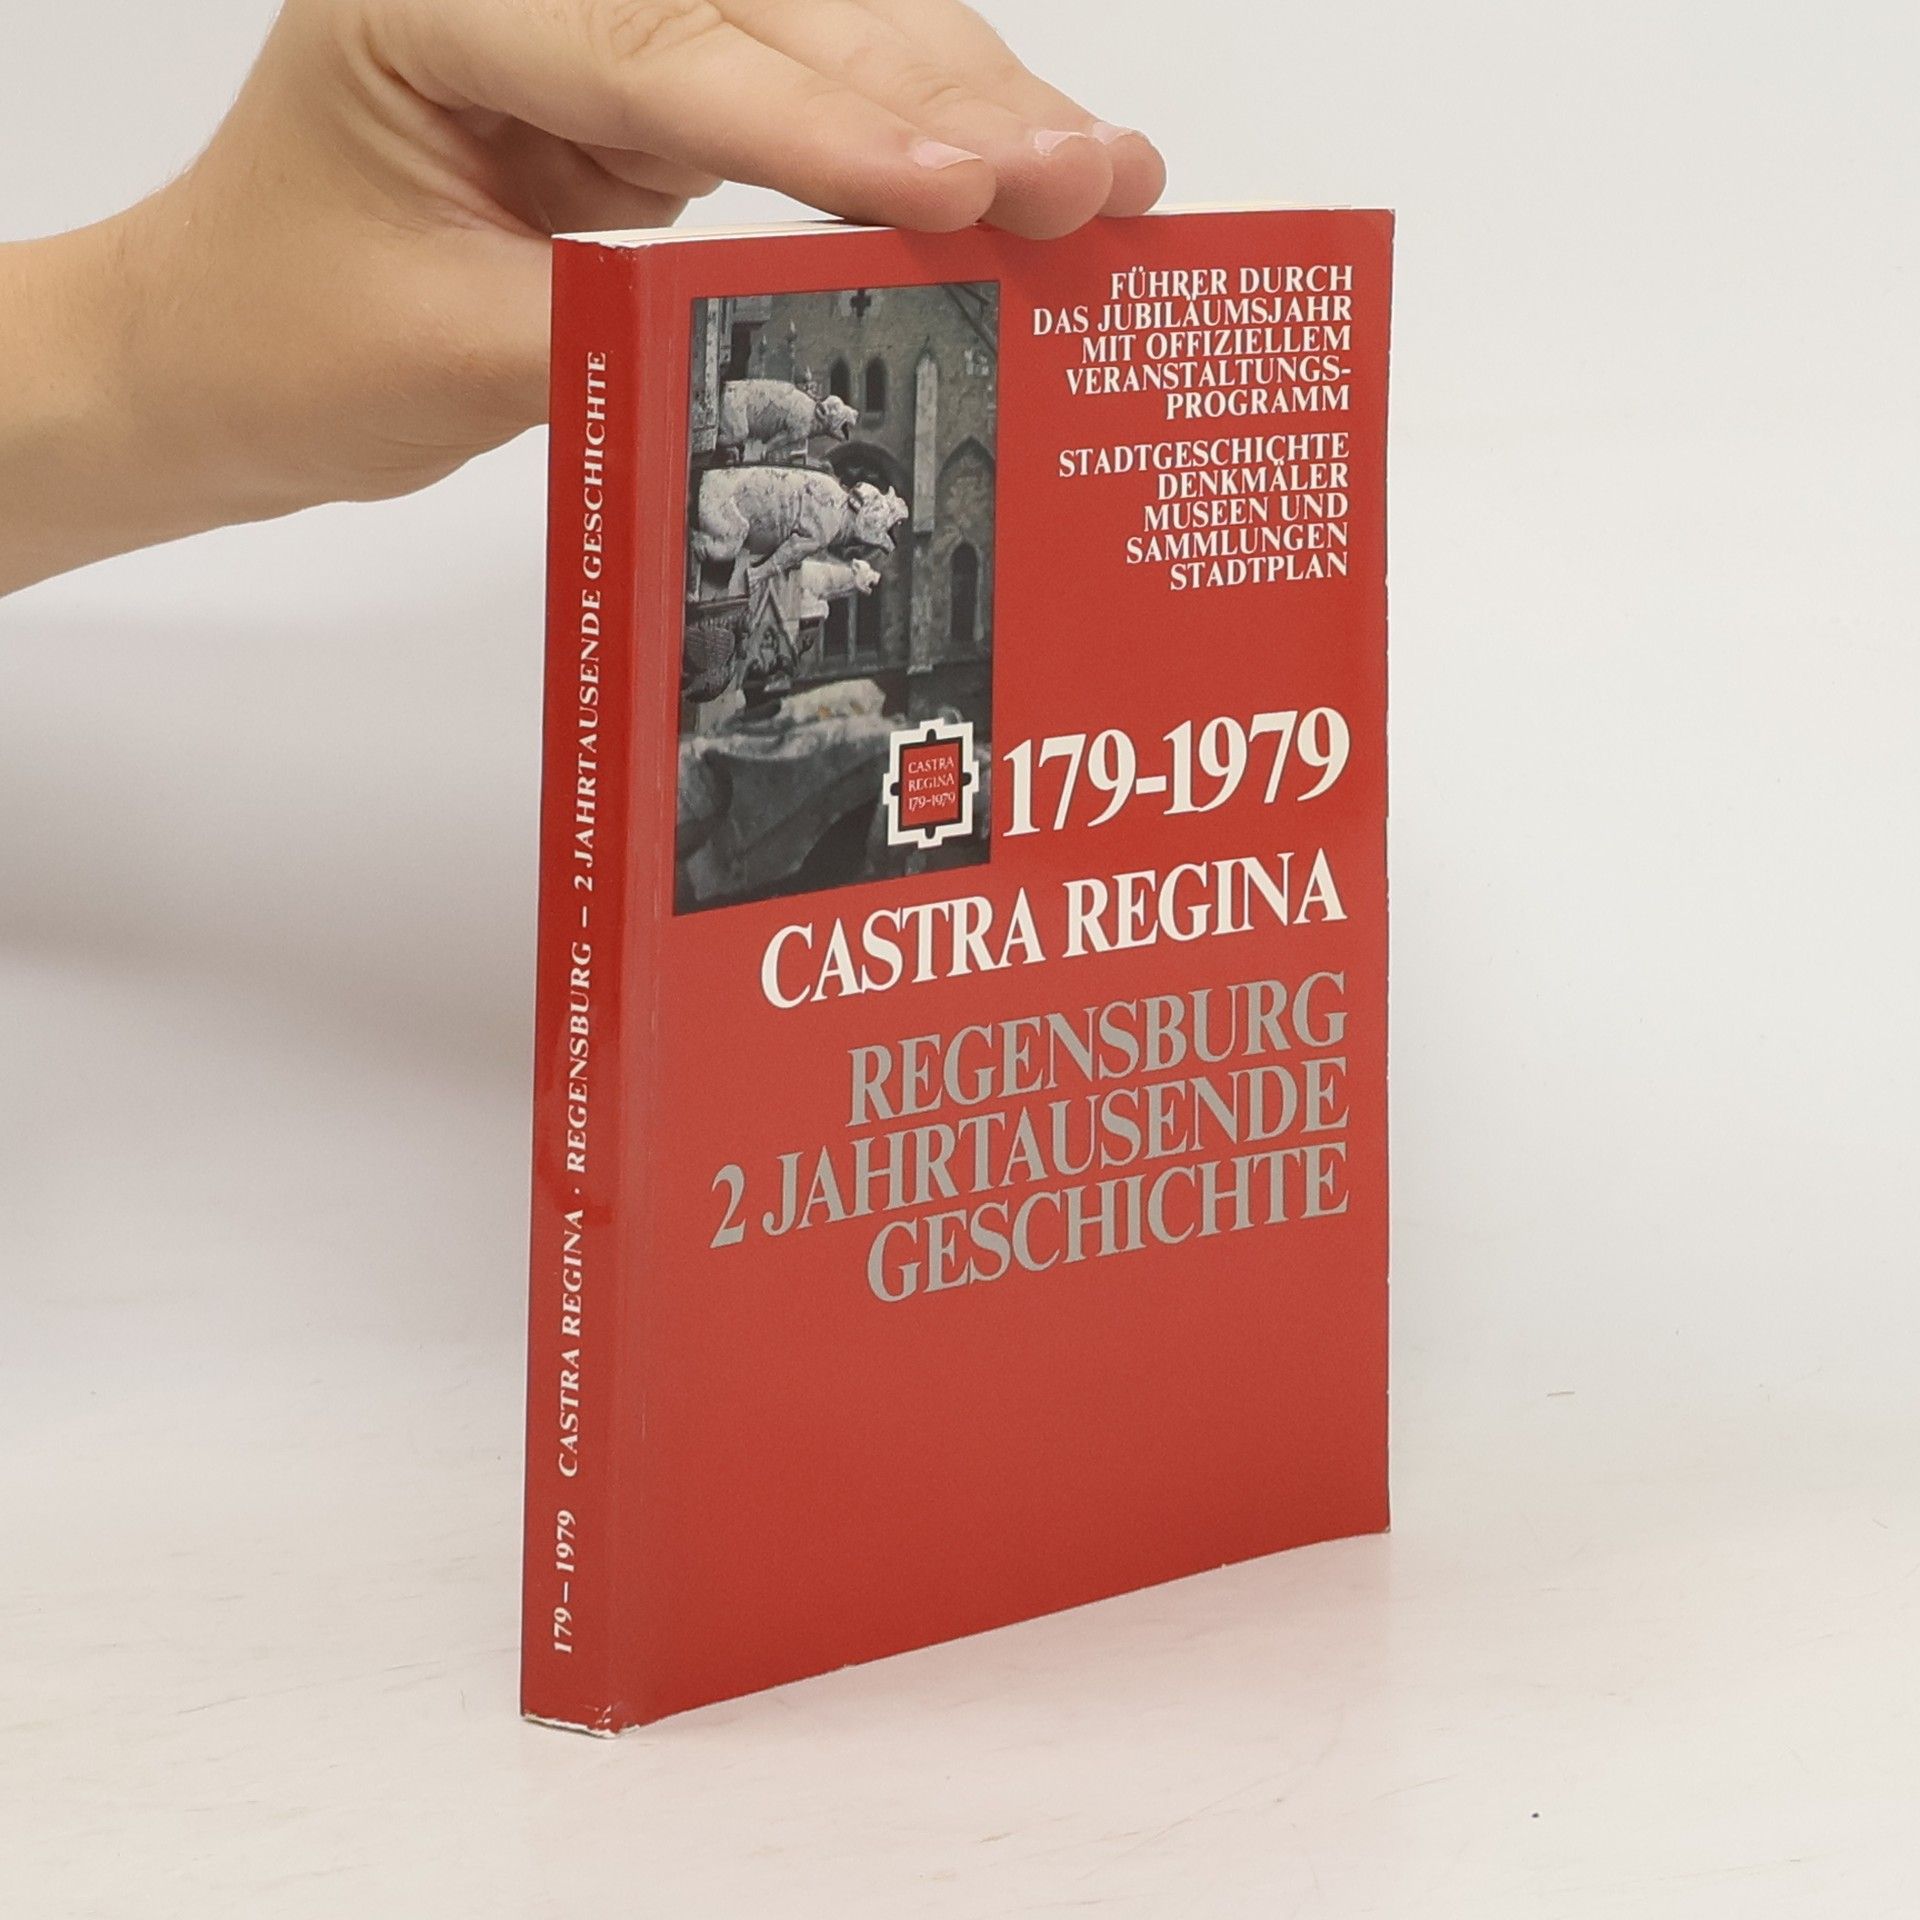 179–1979 CASTRA REGINA · REGENSBURG – 2 JAHRTAUSENDE GESCHICHTE
FÜHRER DURCH
DAS JUBILÄUMSJAHR
MIT OFFIZIELLEM
VERANSTALTUNGS-
PROGRAMM
STADTGESCHICHTE
DENKMÄLER
MUSEEN UND
SAMMLUNGEN
STADTPLAN
CASTRA
REGINA
179-1979
179-1979
CASTRA REGINA
REGENSBURG
2 JAHRTAUSENDE
GESCHICHTE